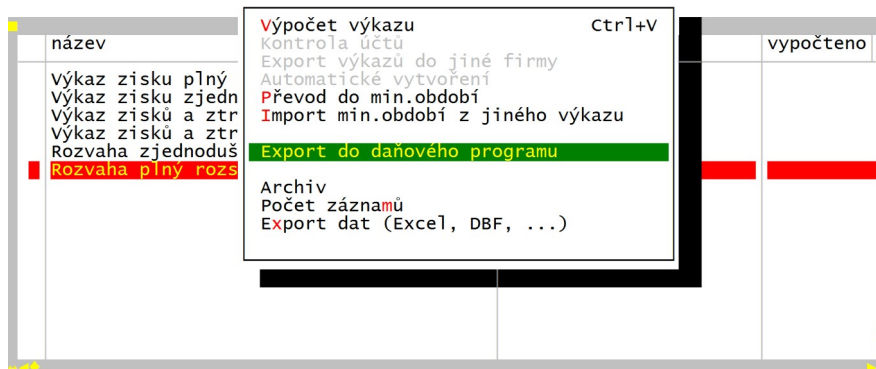 název
vypočteno
Výkaz zisku plný
Výkaz zisku zjedn
Výkaz zisků a ztr
Výkaz zisků a ztr
Rozvaha zjednoduš
Rozvaha plný rozs
Výpočet výkazu Ctrl+V
Kontrola účtů
Export výkazů do jiné firmy
Automatické vytvoření
Převod do min.období
Import min.období z jiného výkazu
Export do daňového programu
Archiv
Počet záznamů
Export dat (Excel, DBF, ...)